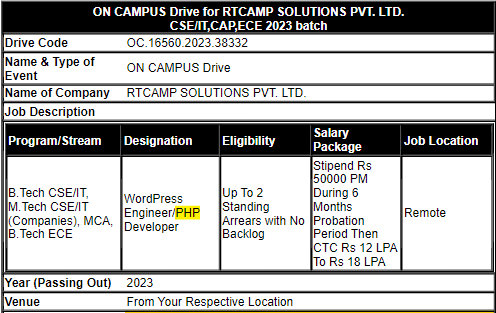 ON CAMPUS Drive for RTCAMP SOLUTIONS PVT. LTD.
CSE/IT,CAP,ECE 2023 batch
Drive Code OC.16560.2023.38332
Name & Type of
Event
ON CAMPUS Drive
Name of Company RTCAMP SOLUTIONS PVT. LTD.
Job Description
Program/Stream Designation Eligibility Salary
Package Job Location
B.Tech CSE/IT,
M.Tech CSE/IT
(Companies), MCA,
B.Tech ECE
WordPress
Engineer/PHP
Developer
Up To 2
Standing
Arrears with No
Backlog
Stipend Rs
50000 PM
During 6
Months
Probation
Period Then
CTC Rs 12 LPA
To Rs 18 LPA
Remote
Year (Passing Out) 2023
Venue From Your Respective Location